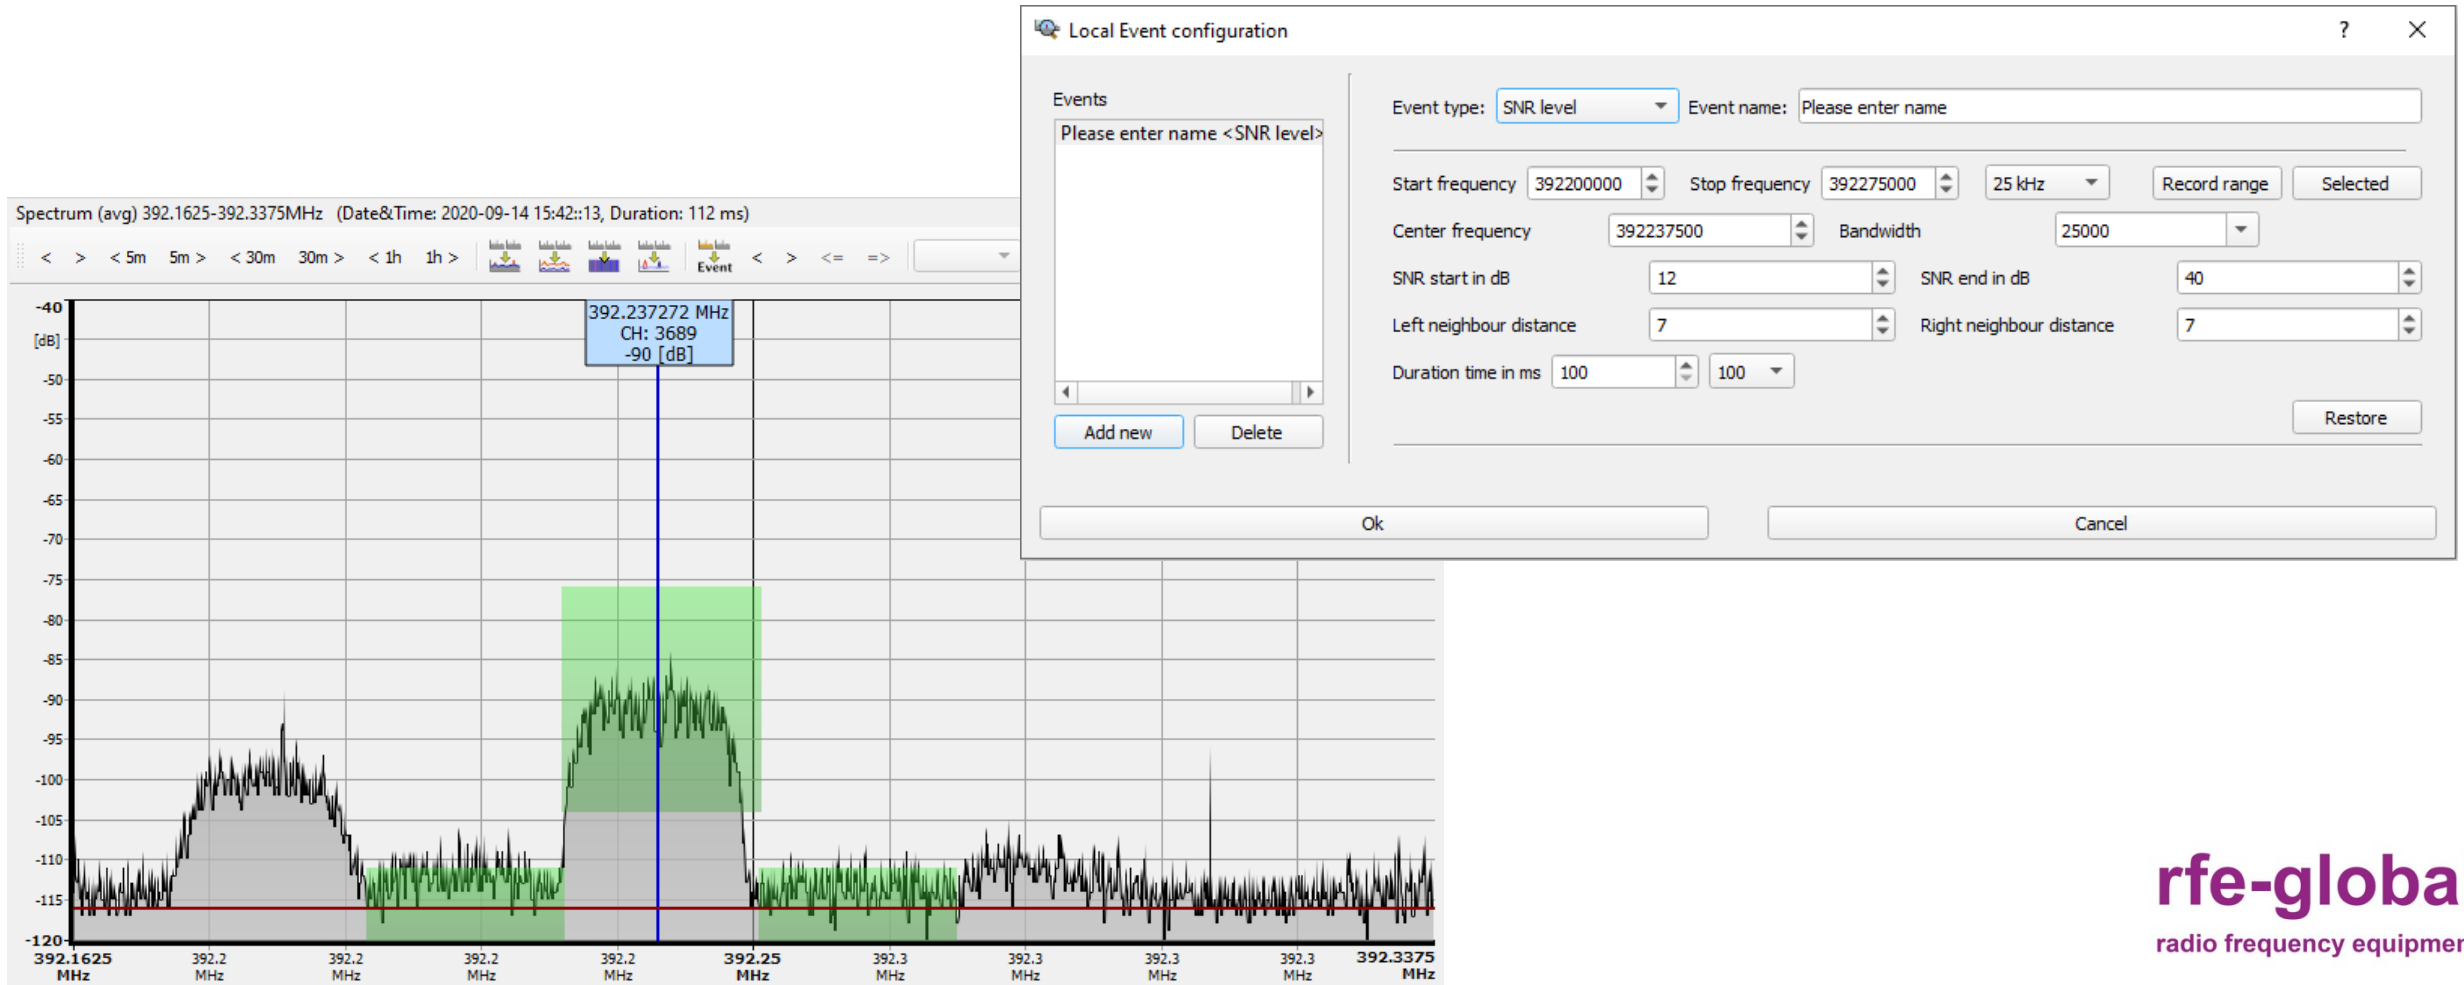 Local Event configuration ?
Events
Please enter name <SNR level>
Add new Delete
Event type: SNR level Event name: Please enter name
Start frequency 392200000 Stop frequency 392275000 25 kHz Record range Selected
Center frequency 392237500 Bandwidth 25000
SNR start in dB 12 SNR end in dB 40
Left neighbour distance 7 Right neighbour distance 7
Duration time in ms 100 100
Restore
Ok Cancel
Spectrum (avg) 392.1625-392.3375MHz (Date&Time: 2020-09-14 15:42::13, Duration: 112 ms)
< > < 5m 5m > < 30m 30m > < 1h 1h > Event < > <= =>
392.237272 MHz
CH: 3689
-90 [dB]
-40
[dB]
-50
-55
-60
-65
-70
-75
-80
-85
-90
-95
-100
-105
-110
-115
-120
392.1625 392.2 392.2 392.2 392.2 392.25 392.3 392.3 392.3 392.3 392.3375
MHz MHz MHz MHz MHz MHz MHz MHz MHz MHz MHz
rfe-globa
radio frequency equipmen